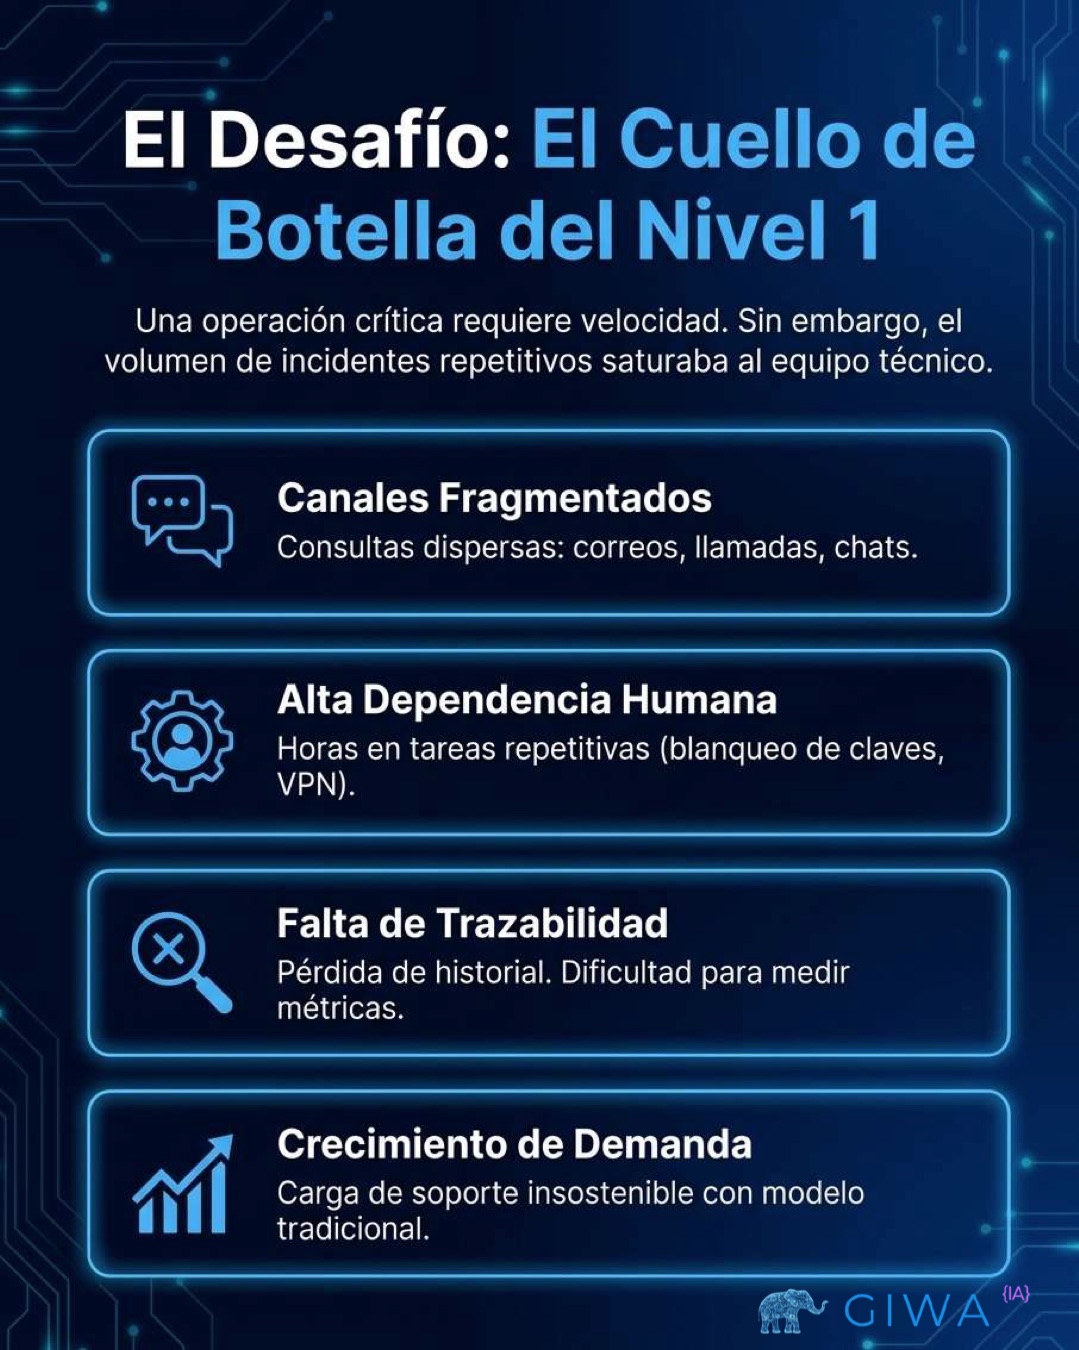 El Desafío: El Cuello de
Botella del Nivel 1
Una operación crítica requiere velocidad. Sin embargo, el
volumen de incidentes repetitivos saturaba al equipo técnico.
Canales Fragmentados
Consultas dispersas: correos, llamadas, chats.
Alta Dependencia Humana
Horas en tareas repetitivas (blanqueo de claves,
VPN).
Falta de Trazabilidad
Pérdida de historial. Dificultad para medir
métricas.
Crecimiento de Demanda
Carga de soporte insostenible con modelo
tradicional.
GIWA {IA}